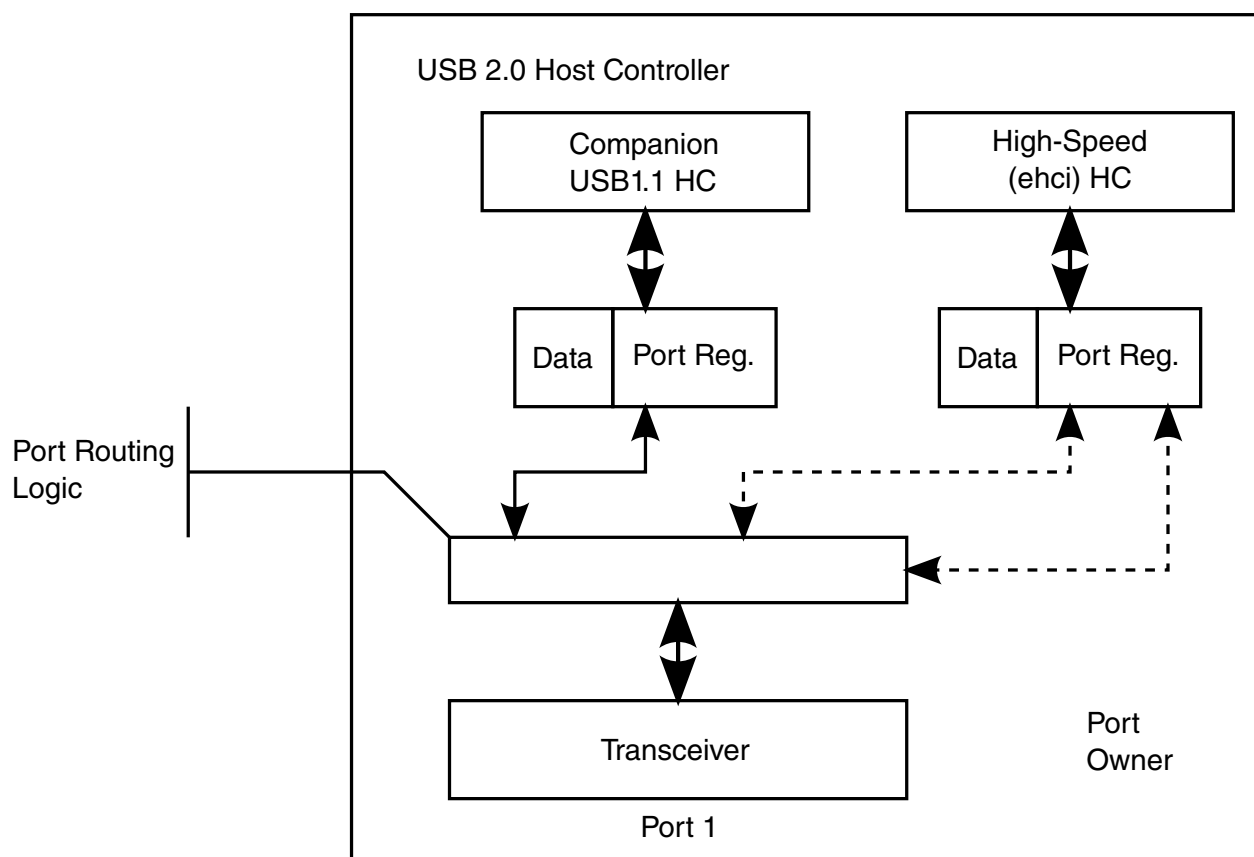 USB 2.0 Host Controller
Companion
USB1.1 HC
High-Speed
(ehci) HC
Data
Port Reg.
Data
Port Reg.
Port Routing
Logic
Transceiver
Port 1
Port
Owner